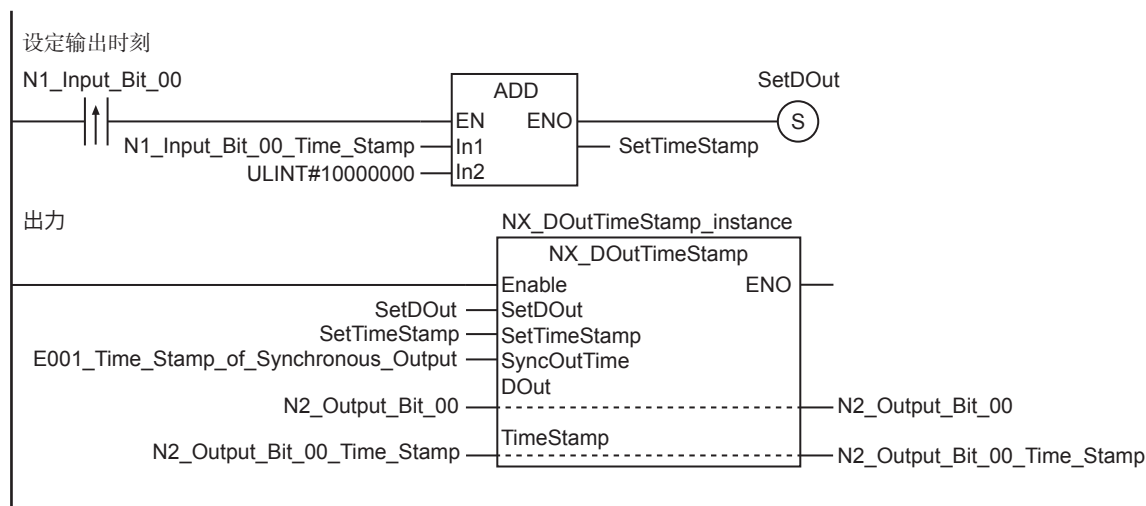 设定输出时刻
N1_Input_Bit_00
ADD
SetDOut
EN
ENO
S
N1_Input_Bit_00_Time_Stamp
In1
SetTimeStamp
ULINT#10000000
In2
出力
NX_DOutTimeStamp_instance
NX_DOutTimeStamp
Enable
ENO
SetDOut
SetDOut
SetTimeStamp
SetTimeStamp
E001_Time_Stamp_of_Synchronous_Output
SyncOutTime
DOut
N2_Output_Bit_00
N2_Output_Bit_00
TimeStamp
N2_Output_Bit_00_Time_Stamp
N2_Output_Bit_00_Time_Stamp